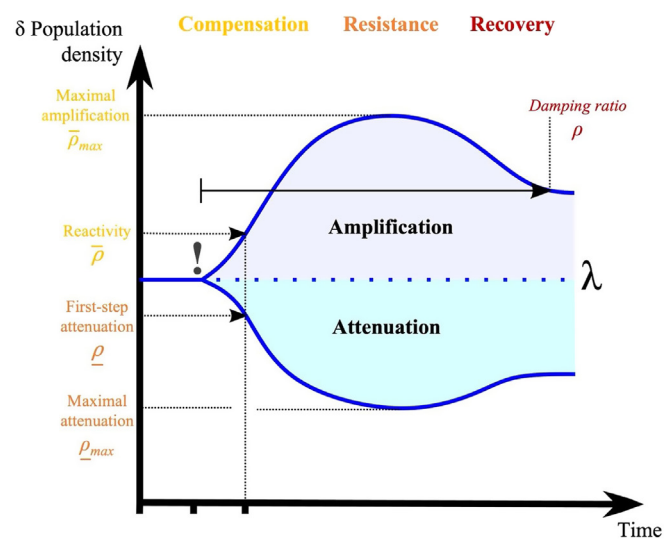 δ Population
density
Compensation Resistance Recovery
Maximal
amplification
ρ̅max
Damping ratio
ρ
Reactivity
ρ̅
!
Amplification
λ
First-step
attenuation
ρ̲
Attenuation
Maximal
attenuation
ρ̲max
Time